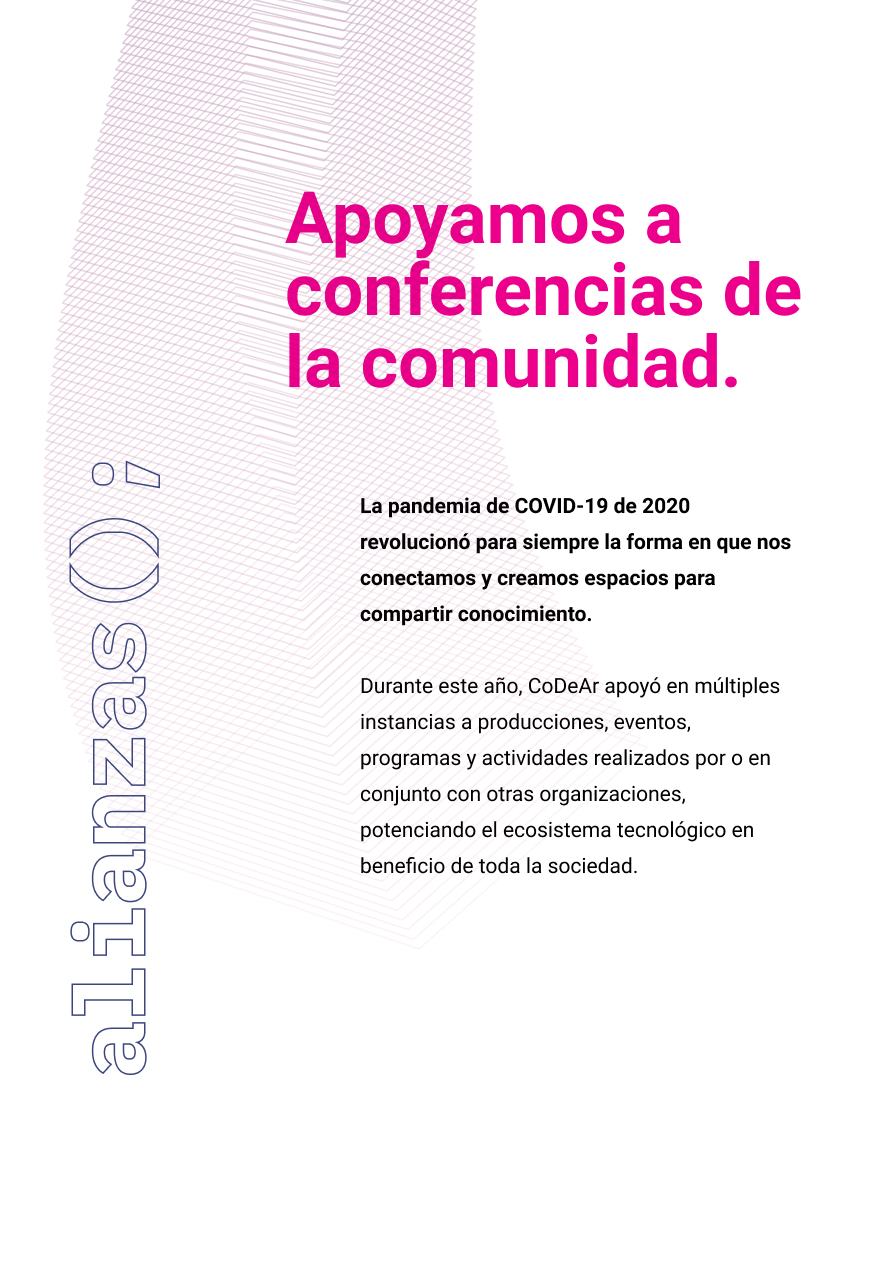 Apoyamos a
conferencias de
la comunidad.
alianzas();
La pandemia de COVID-19 de 2020
revolucionó para siempre la forma en que nos
conectamos y creamos espacios para
compartir conocimiento.
Durante este año, CoDeAr apoyó en múltiples
instancias a producciones, eventos,
programas y actividades realizados por o en
conjunto con otras organizaciones,
potenciando el ecosistema tecnológico en
beneficio de toda la sociedad.